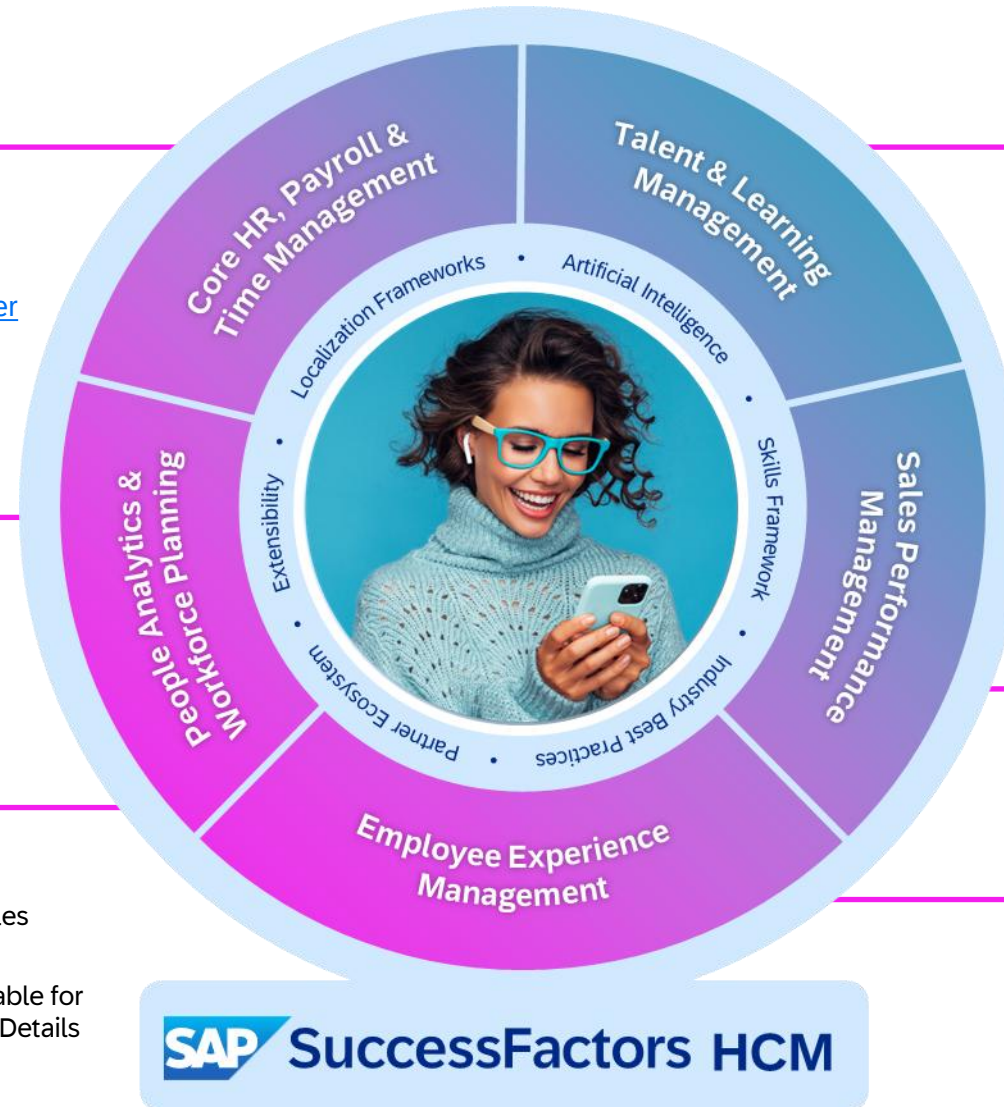 Core HR, Payroll &
Time Management
Talent & Learning
Management
Localization Frameworks
•
Artificial Intelligence
•
Skills Framework
•
Industry Best Practices
•
Partner Ecosystem
•
Extensibility
•
Sales Performance
Management
People Analytics &
Workforce Planning
Employee Experience
Management
er
les
able for
Details
SAP SuccessFactors HCM